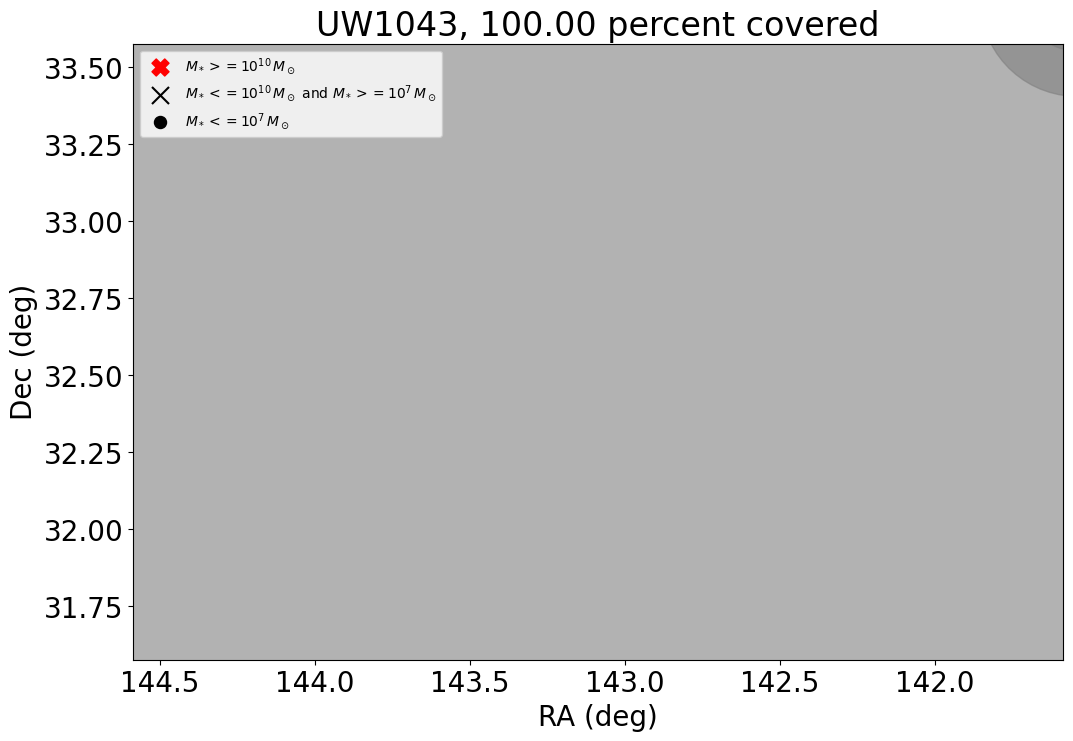 UW1043, 100.00 percent covered
M* >= 10^10 M⊙
M* <= 10^10 M⊙ and M* >= 10^7 M⊙
M* <= 10^7 M⊙
Dec (deg)
33.50
33.25
33.00
32.75
32.50
32.25
32.00
31.75
144.5 144.0 143.5 143.0 142.5 142.0
RA (deg)